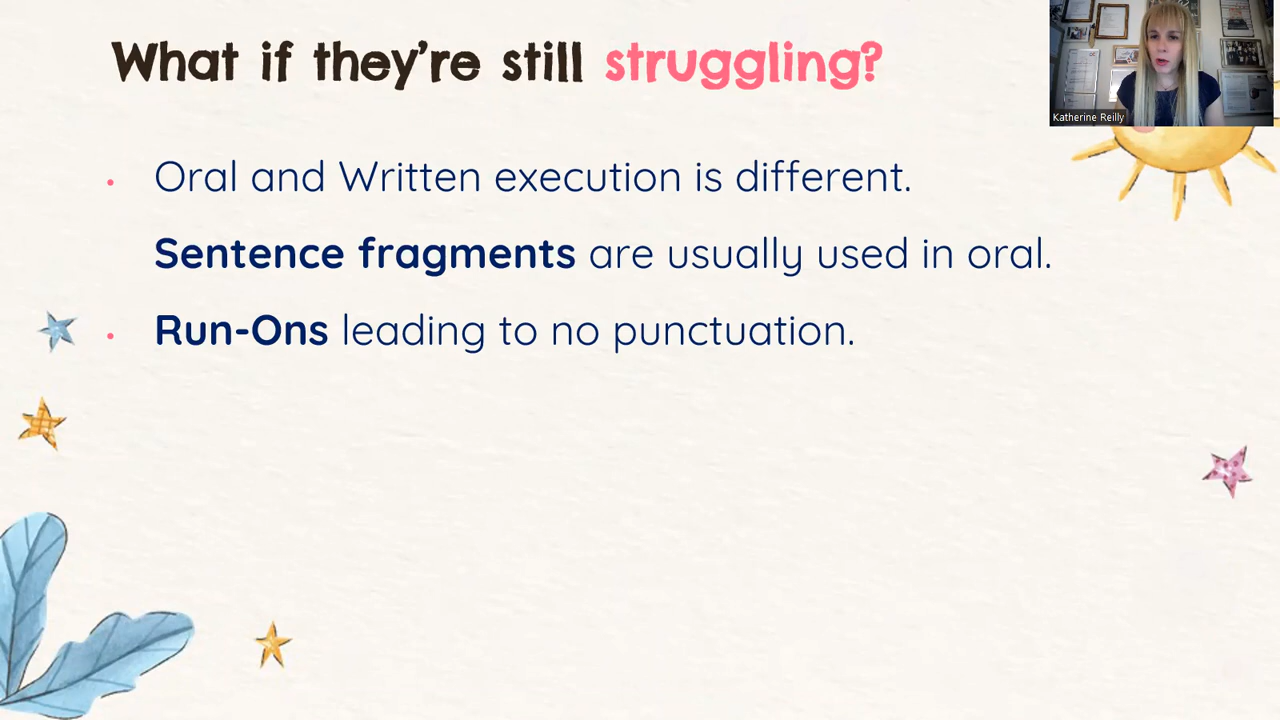 What if they're still struggling?
Katherine Reilly
• Oral and Written execution is different.
Sentence fragments are usually used in oral.
• Run-Ons leading to no punctuation.